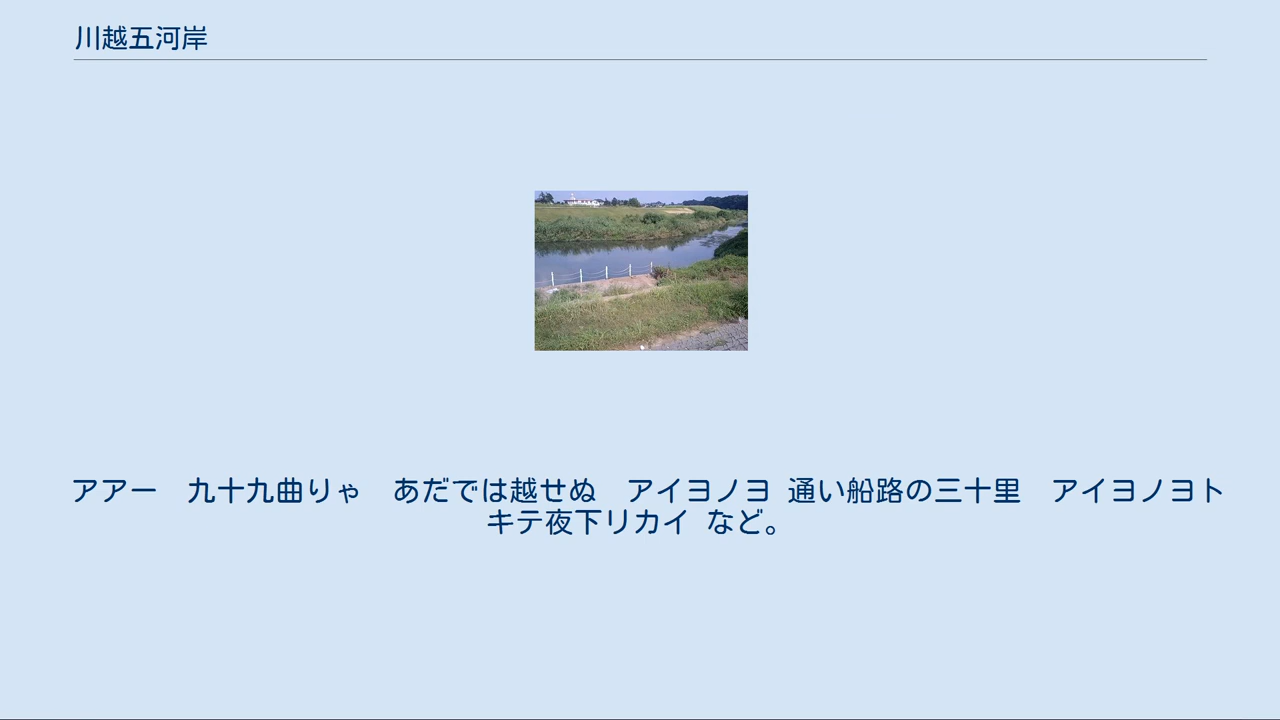 川越五河岸
アアー　九十九曲りゃ　あだでは越せぬ　アイヨノヨ 通い船路の三十里　アイヨノヨト
キテ夜下リカイ など。